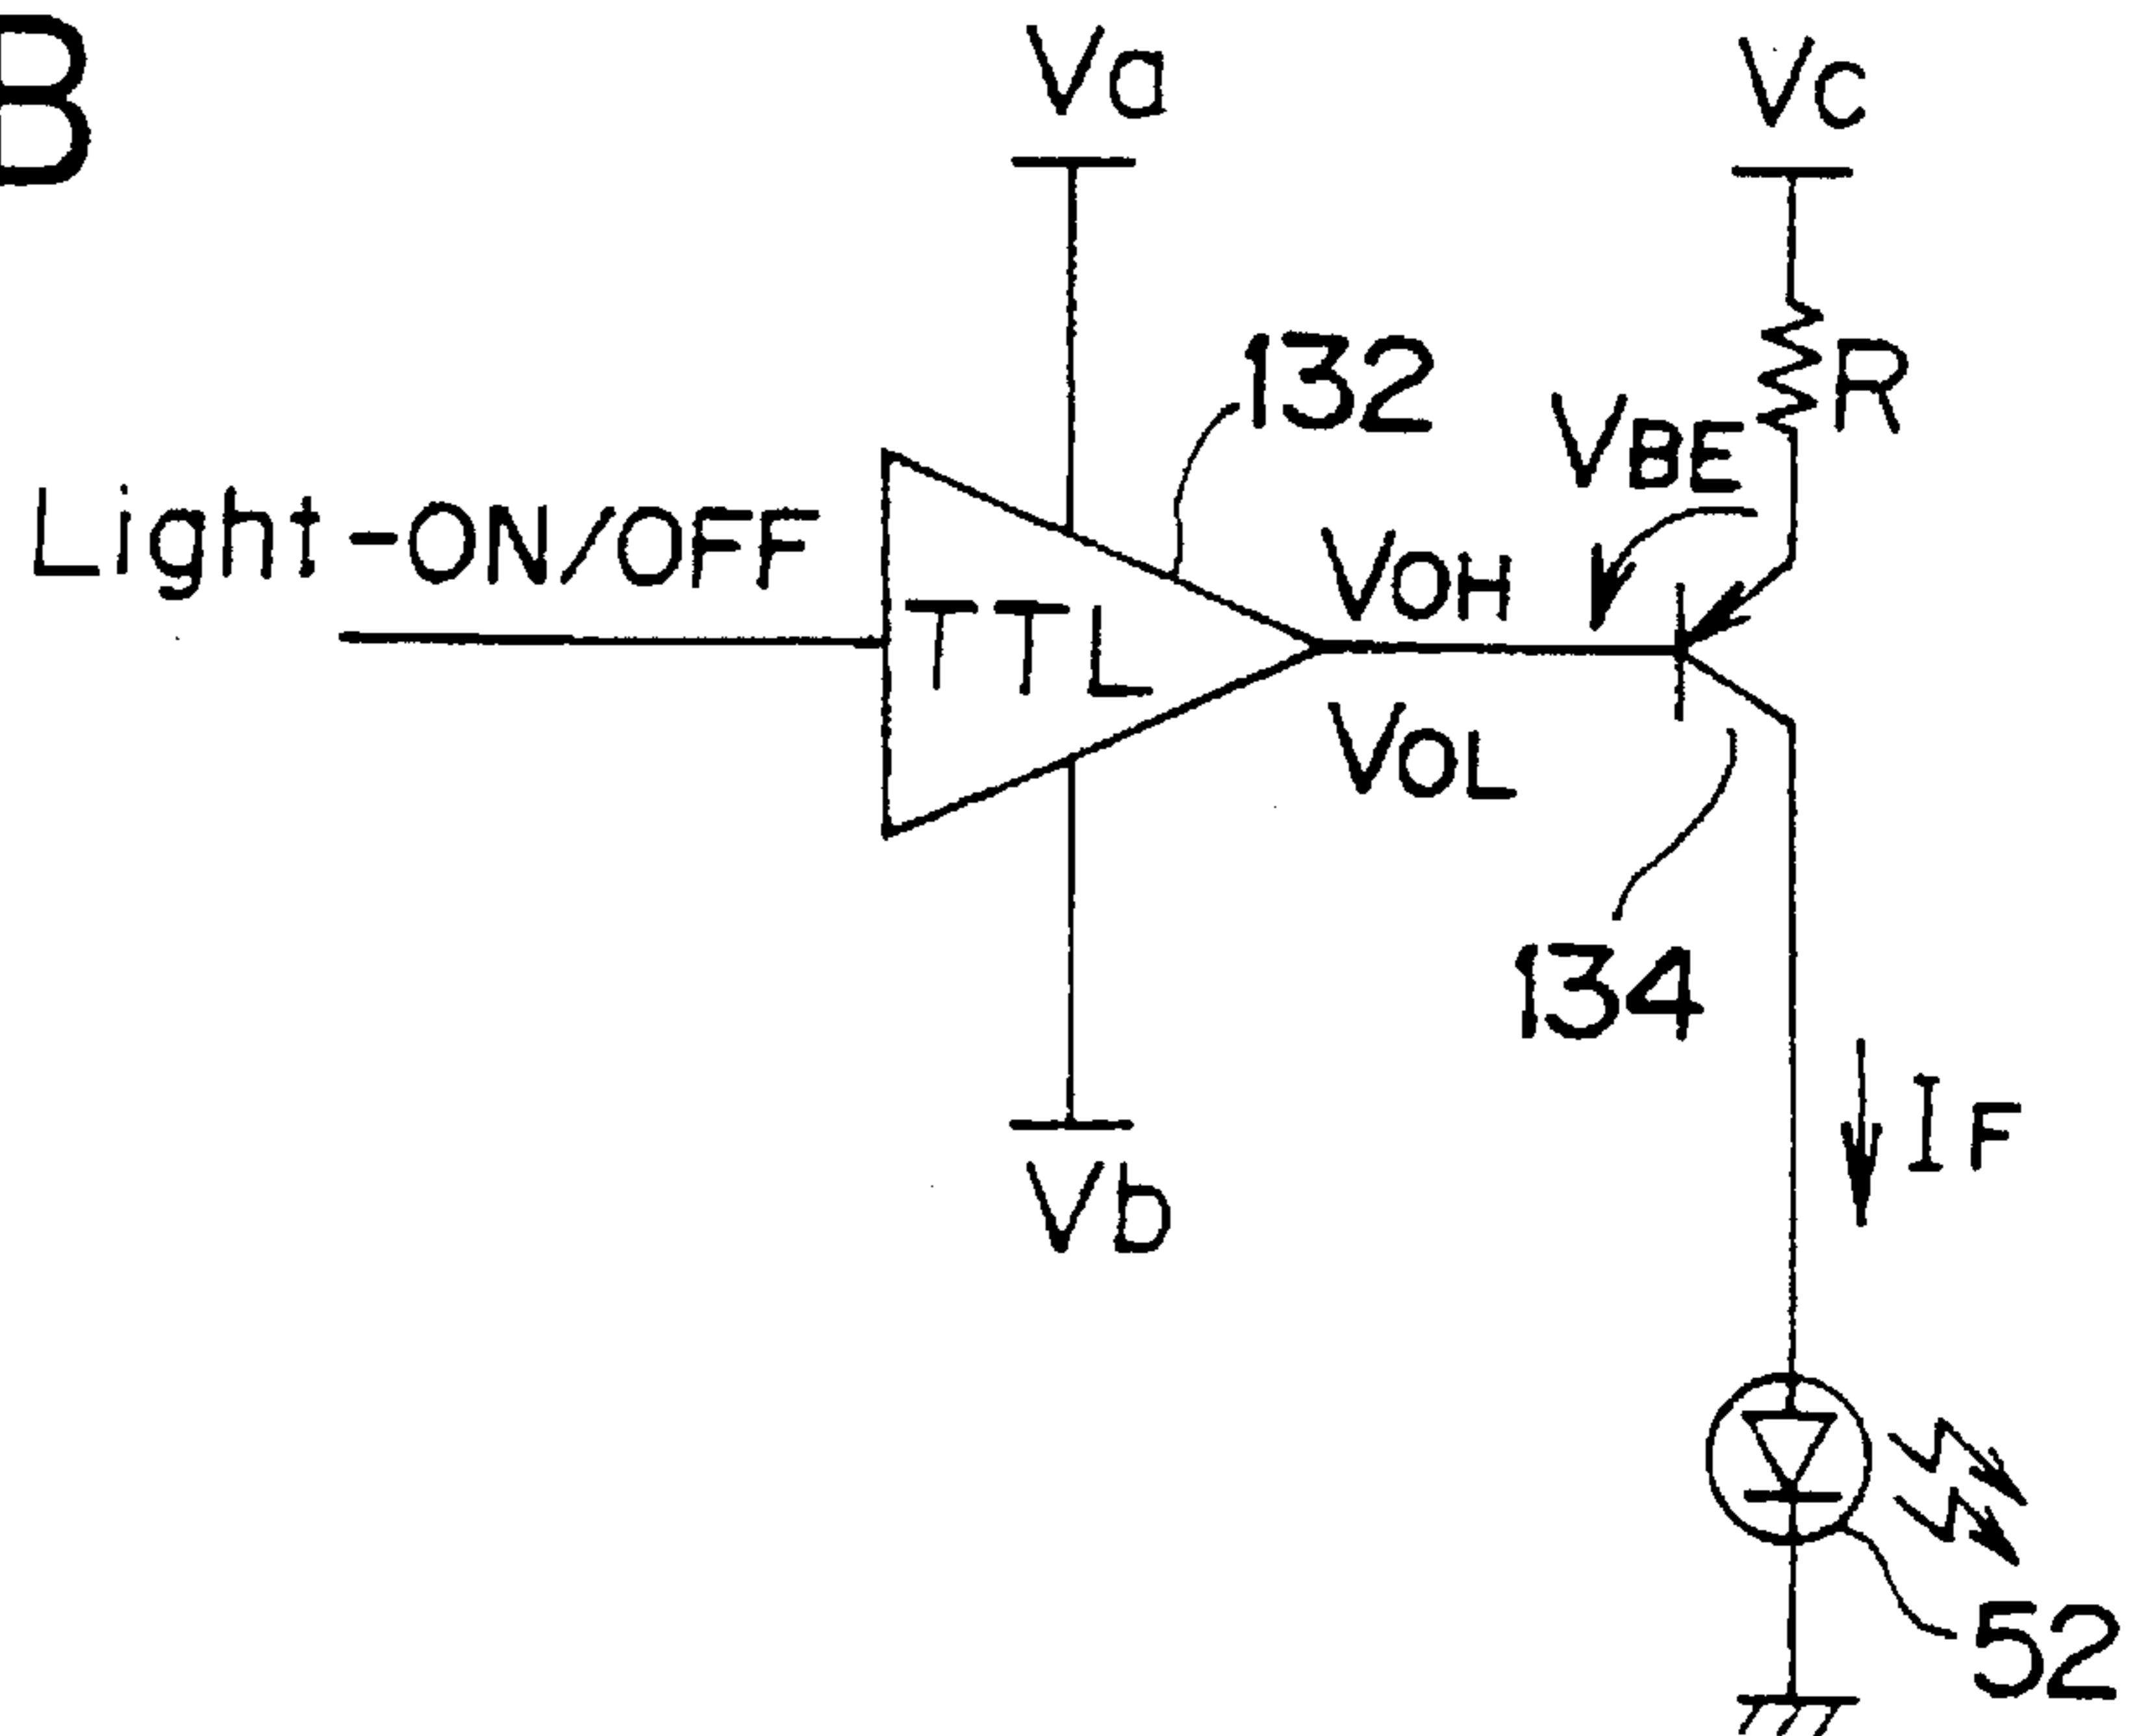 B
Va
Vc
132
R
VBE
Light-ON/OFF
VOH
TTL
VOL
134
IF
Vb
52